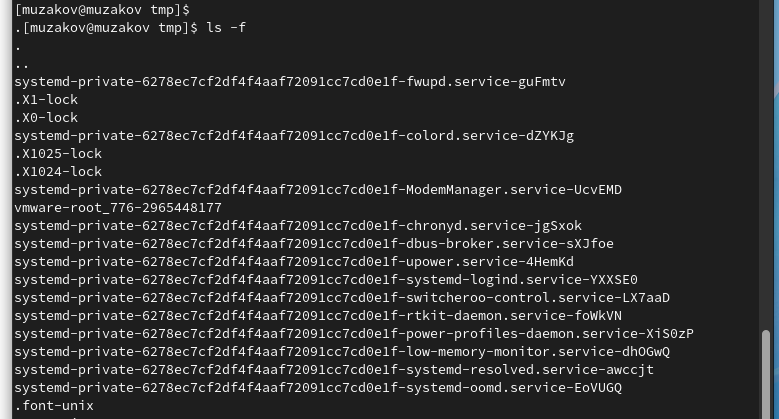 [muzakov@muzakov tmp]$
.[muzakov@muzakov tmp]$ ls -f
.
..
systemd-private-6278ec7cf2df4f4aaf72091cc7cd0e1f-fwupd.service-guFmtv
.X1-lock
.X0-lock
systemd-private-6278ec7cf2df4f4aaf72091cc7cd0e1f-colord.service-dZYKJg
.X1025-lock
.X1024-lock
systemd-private-6278ec7cf2df4f4aaf72091cc7cd0e1f-ModemManager.service-UcvEMD
vmware-root_776-2965448177
systemd-private-6278ec7cf2df4f4aaf72091cc7cd0e1f-chronyd.service-jgSxok
systemd-private-6278ec7cf2df4f4aaf72091cc7cd0e1f-dbus-broker.service-sXJfoe
systemd-private-6278ec7cf2df4f4aaf72091cc7cd0e1f-upower.service-4HemKd
systemd-private-6278ec7cf2df4f4aaf72091cc7cd0e1f-systemd-logind.service-YXXSE0
systemd-private-6278ec7cf2df4f4aaf72091cc7cd0e1f-switcheroo-control.service-LX7aaD
systemd-private-6278ec7cf2df4f4aaf72091cc7cd0e1f-rtkit-daemon.service-foWkVN
systemd-private-6278ec7cf2df4f4aaf72091cc7cd0e1f-power-profiles-daemon.service-XiS0zP
systemd-private-6278ec7cf2df4f4aaf72091cc7cd0e1f-low-memory-monitor.service-dhOGwQ
systemd-private-6278ec7cf2df4f4aaf72091cc7cd0e1f-systemd-resolved.service-awccjt
systemd-private-6278ec7cf2df4f4aaf72091cc7cd0e1f-systemd-oomd.service-EoVUGQ
.font-unix